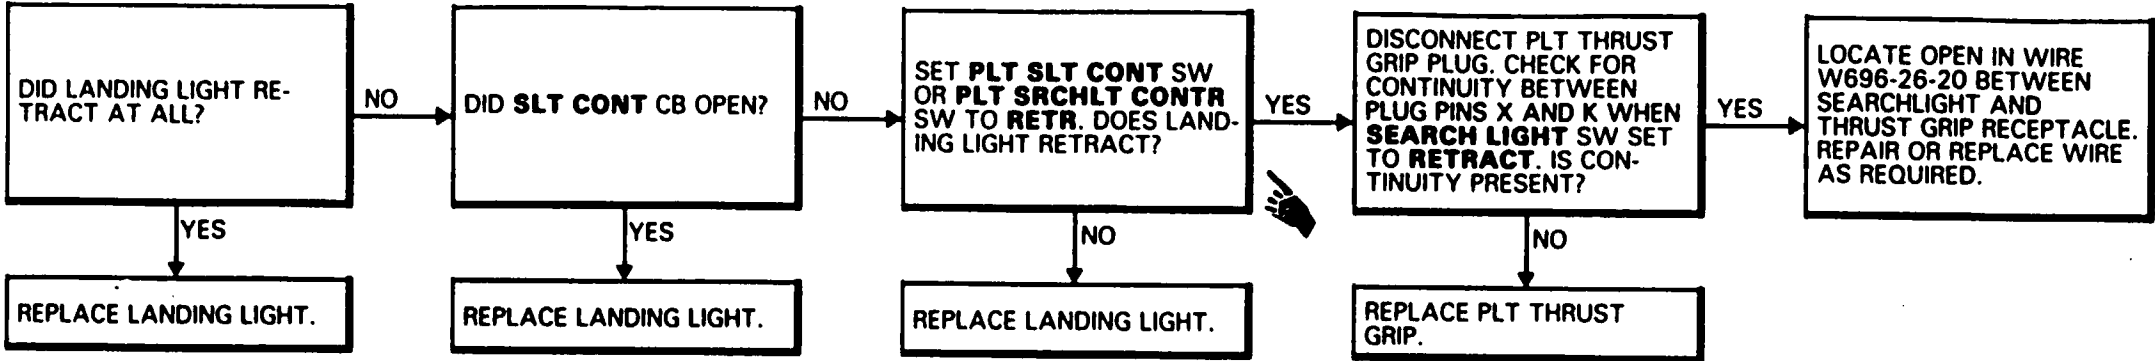 DID LANDING LIGHT RE-
TRACT AT ALL?
NO
YES
REPLACE LANDING LIGHT.
DID SLT CONT CB OPEN?
NO
YES
REPLACE LANDING LIGHT.
SET PLT SLT CONT SW
OR PLT SRCHLT CONTR
SW TO RETR. DOES LAND-
ING LIGHT RETRACT?
YES
NO
REPLACE LANDING LIGHT.
DISCONNECT PLT THRUST
GRIP PLUG. CHECK FOR
CONTINUITY BETWEEN
PLUG PINS X AND K WHEN
SEARCH LIGHT SW SET
TO RETRACT. IS CON-
TINUITY PRESENT?
YES
NO
REPLACE PLT THRUST
GRIP.
LOCATE OPEN IN WIRE
W696-26-20 BETWEEN
SEARCHLIGHT AND
THRUST GRIP RECEPTACLE.
REPAIR OR REPLACE WIRE
AS REQUIRED.